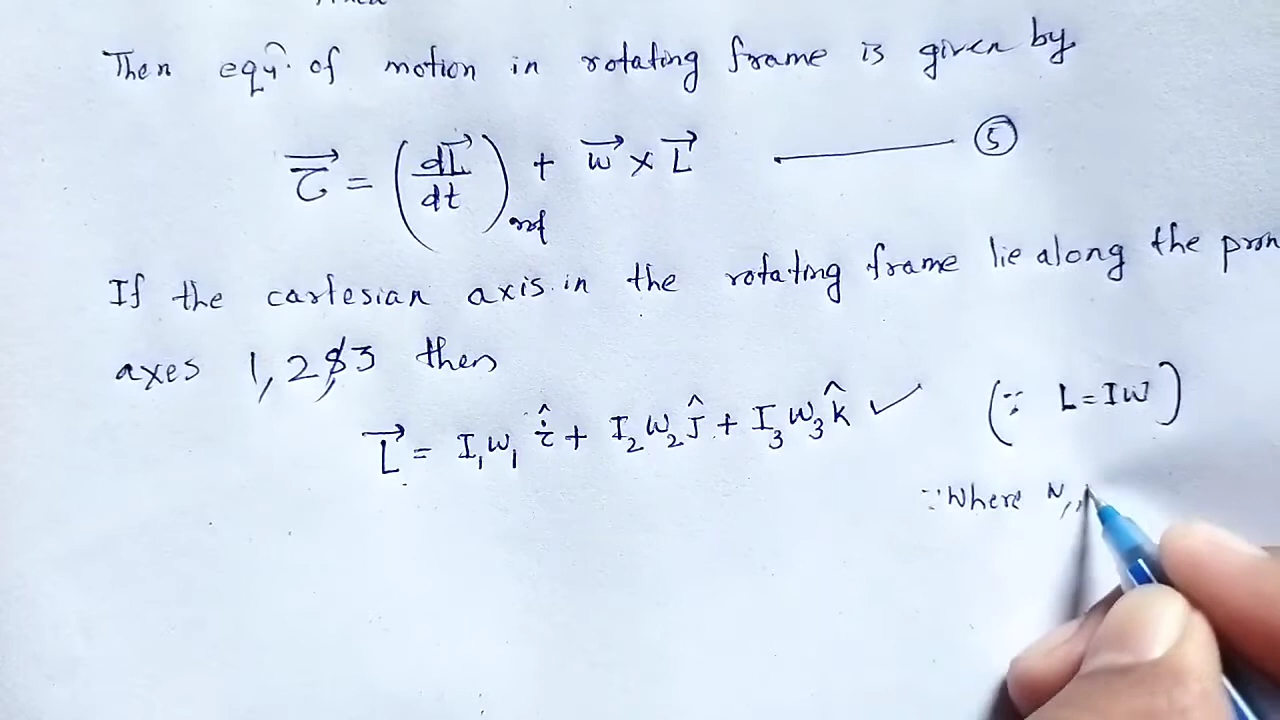 Then eqn. of motion in rotating frame is given by
τ⃗ = (dL⃗/dt)rot + w⃗ × L⃗ ——— ⑤
If the cartesian axis in the rotating frame lie along the
axes 1, 2, & 3 then
L⃗ = I₁w₁ î + I₂w₂ ĵ + I₃w₃ k̂ ✓ (∵ L = Iw)
∵ Where